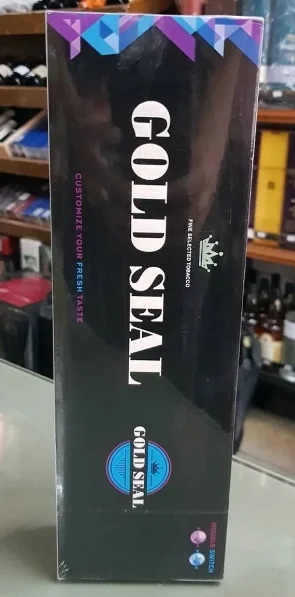 FINE SELECTED TOBACCO
GOLD SEAL
CUSTOMIZE YOUR FRESH TASTE
GOLD SEAL
DOUBLE SWITCH